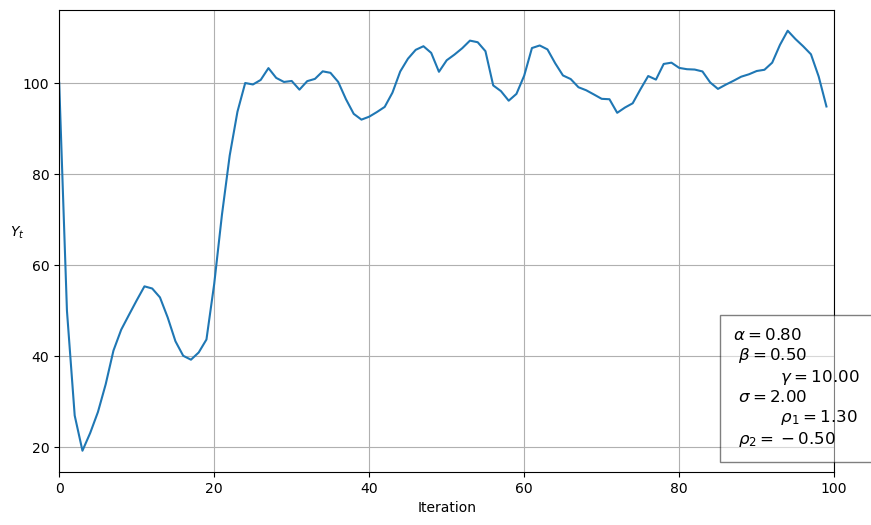 100
80
60
40
20
Y_t
0 20 40 60 80 100
Iteration
α = 0.80
β = 0.50
γ = 10.00
σ = 2.00
ρ₁ = 1.30
ρ₂ = −0.50